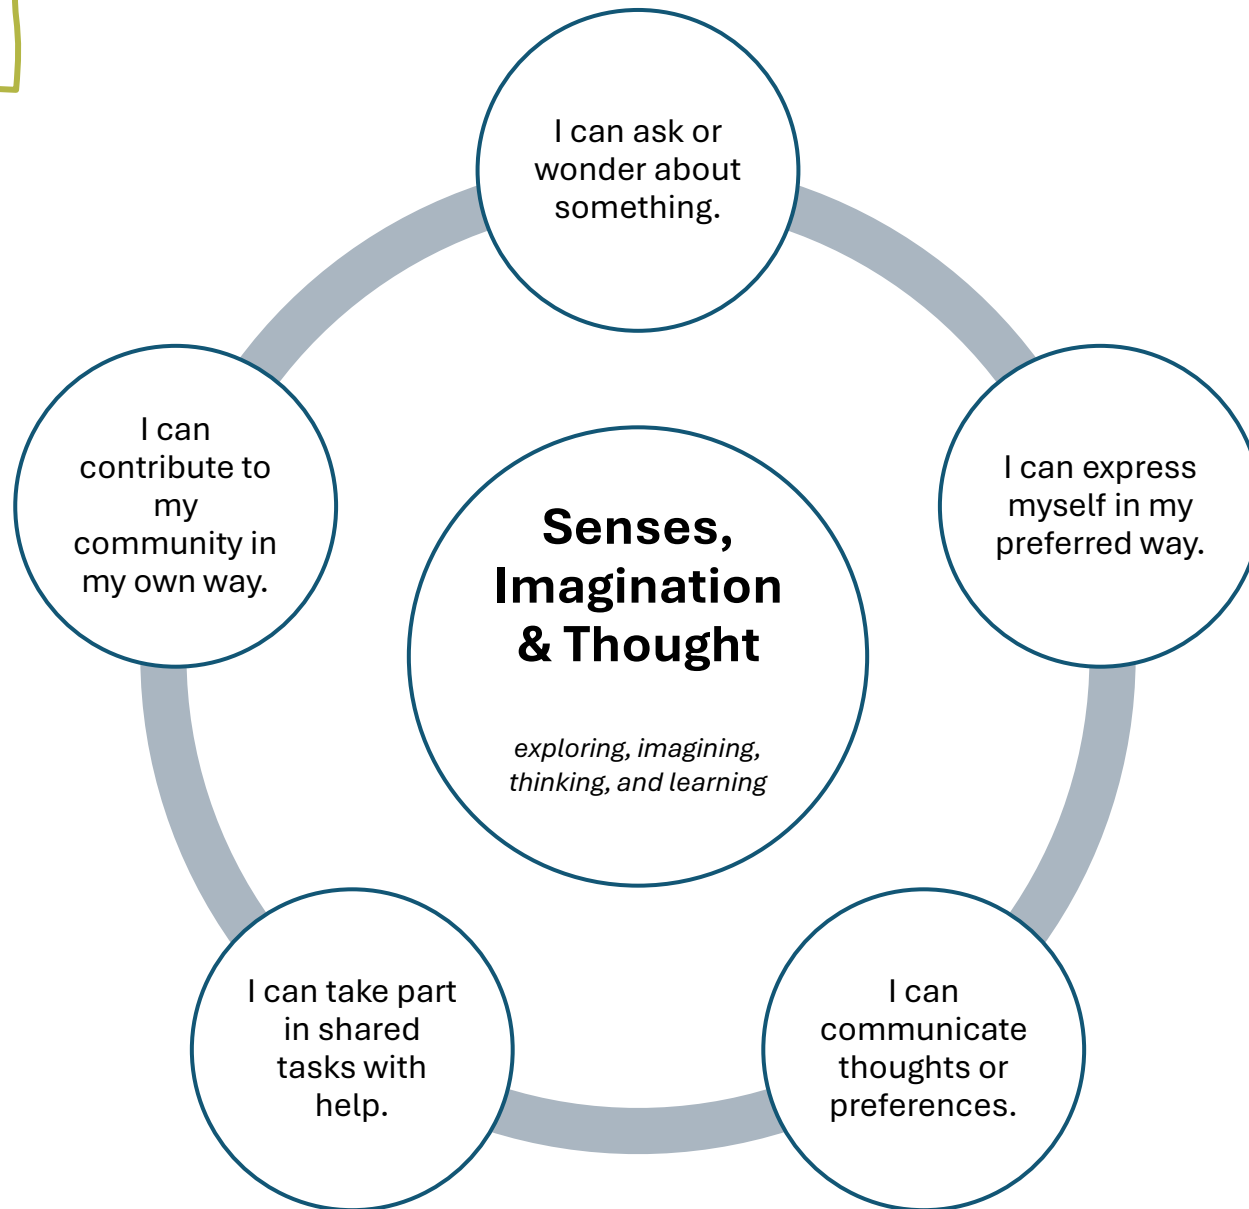 I can ask or
wonder about
something.
I can express
myself in my
preferred way.
I can
communicate
thoughts or
preferences.
I can take part
in shared
tasks with
help.
I can
contribute to
my
community in
my own way.
Senses,
Imagination
& Thought
exploring, imagining,
thinking, and learning